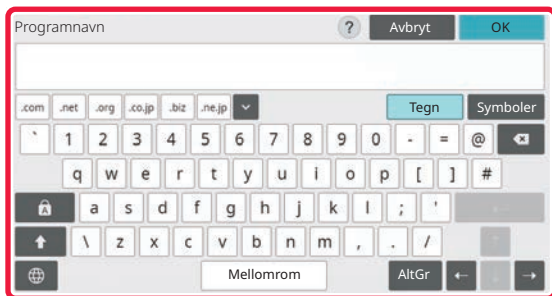 Programnavn ? Avbryt OK
.com .net .org .co.jp .biz .ne.jp Tegn Symboler
` 1 2 3 4 5 6 7 8 9 0 - = @
q w e r t y u i o p [ ] #
A a s d f g h j k l ; '
\ z x c v b n m , . /
Mellomrom AltGr